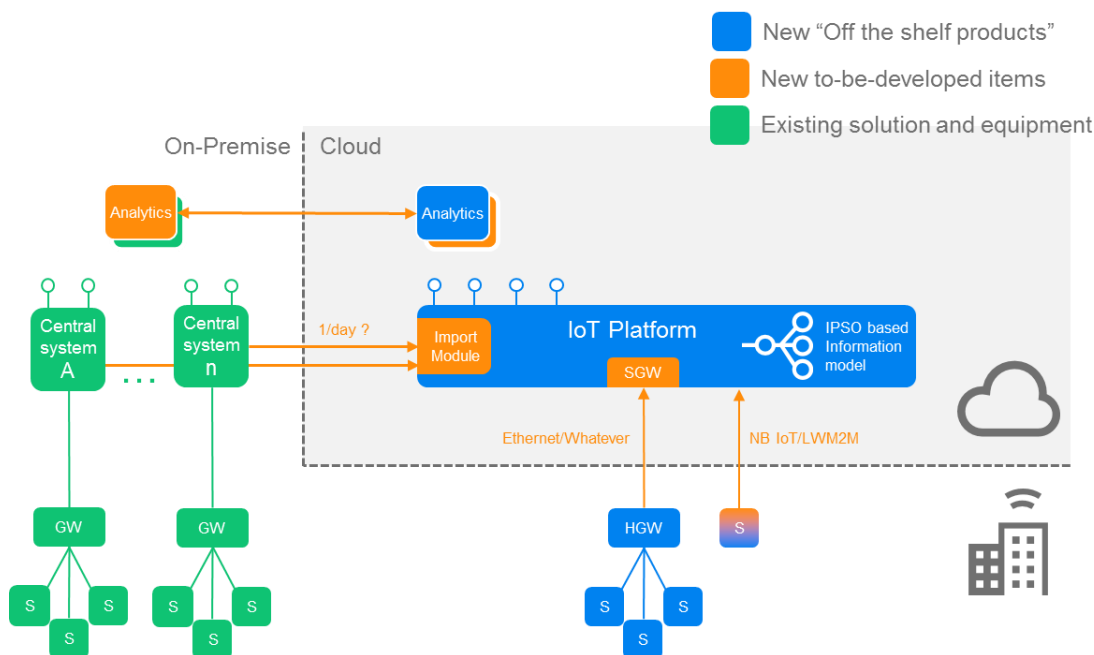 New “Off the shelf products”
New to-be-developed items
Existing solution and equipment
On-Premise
Cloud
Analytics
Analytics
Central
system
A
...
Central
system
n
1/day ?
Import
Module
IoT Platform
IPSO based
Information
model
SGW
Ethernet/Whatever
NB IoT/LWM2M
GW
GW
HGW
S
S
S
S
S
S
S
S
S
S